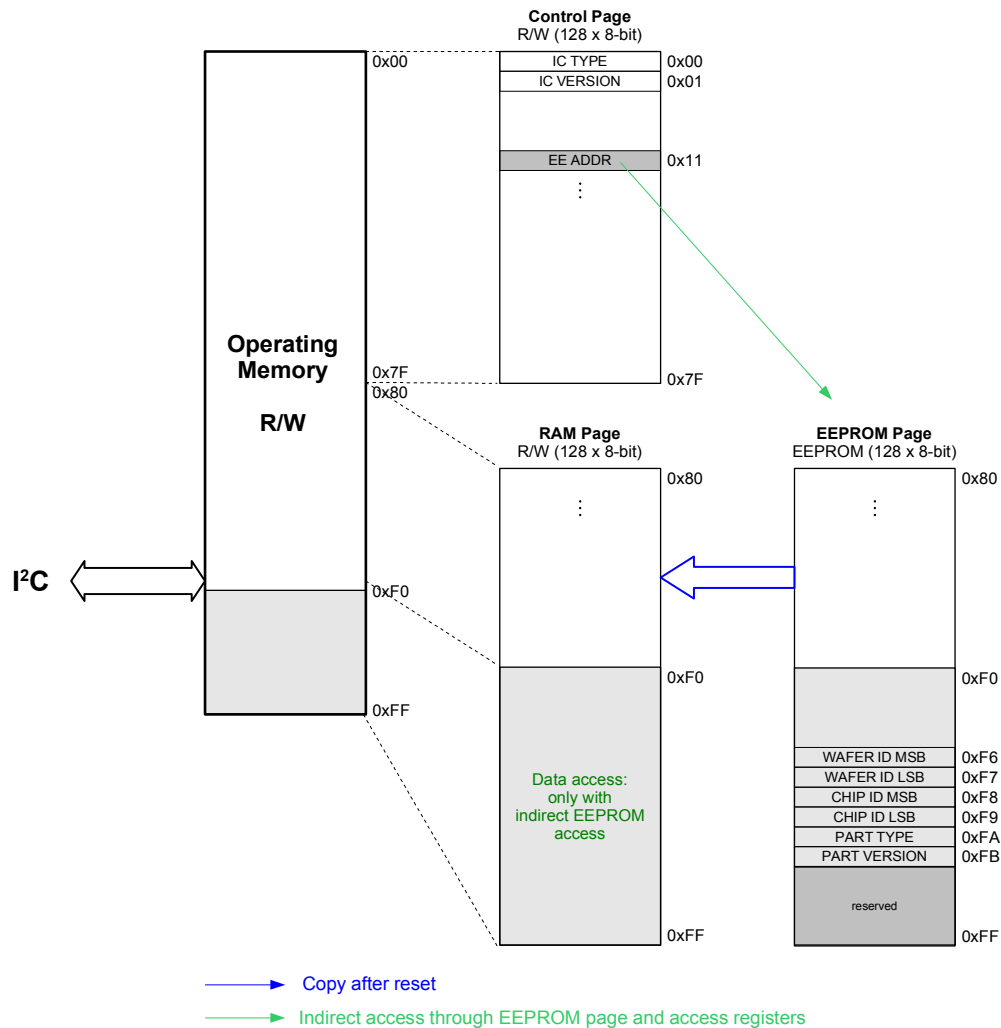 Control Page
R/W (128 x 8-bit)
0x00
IC TYPE
0x00
IC VERSION
0x01
EE ADDR
0x11
⋮
Operating
Memory
R/W
0x7F
0x80
0x7F
RAM Page
R/W (128 x 8-bit)
EEPROM Page
EEPROM (128 x 8-bit)
0x80
0x80
⋮
⋮
I²C
0xF0
0xF0
0xF0
0xFF
Data access:
only with
indirect EEPROM
access
WAFER ID MSB
0xF6
WAFER ID LSB
0xF7
CHIP ID MSB
0xF8
CHIP ID LSB
0xF9
PART TYPE
0xFA
PART VERSION
0xFB
reserved
0xFF
0xFF
Copy after reset
Indirect access through EEPROM page and access registers